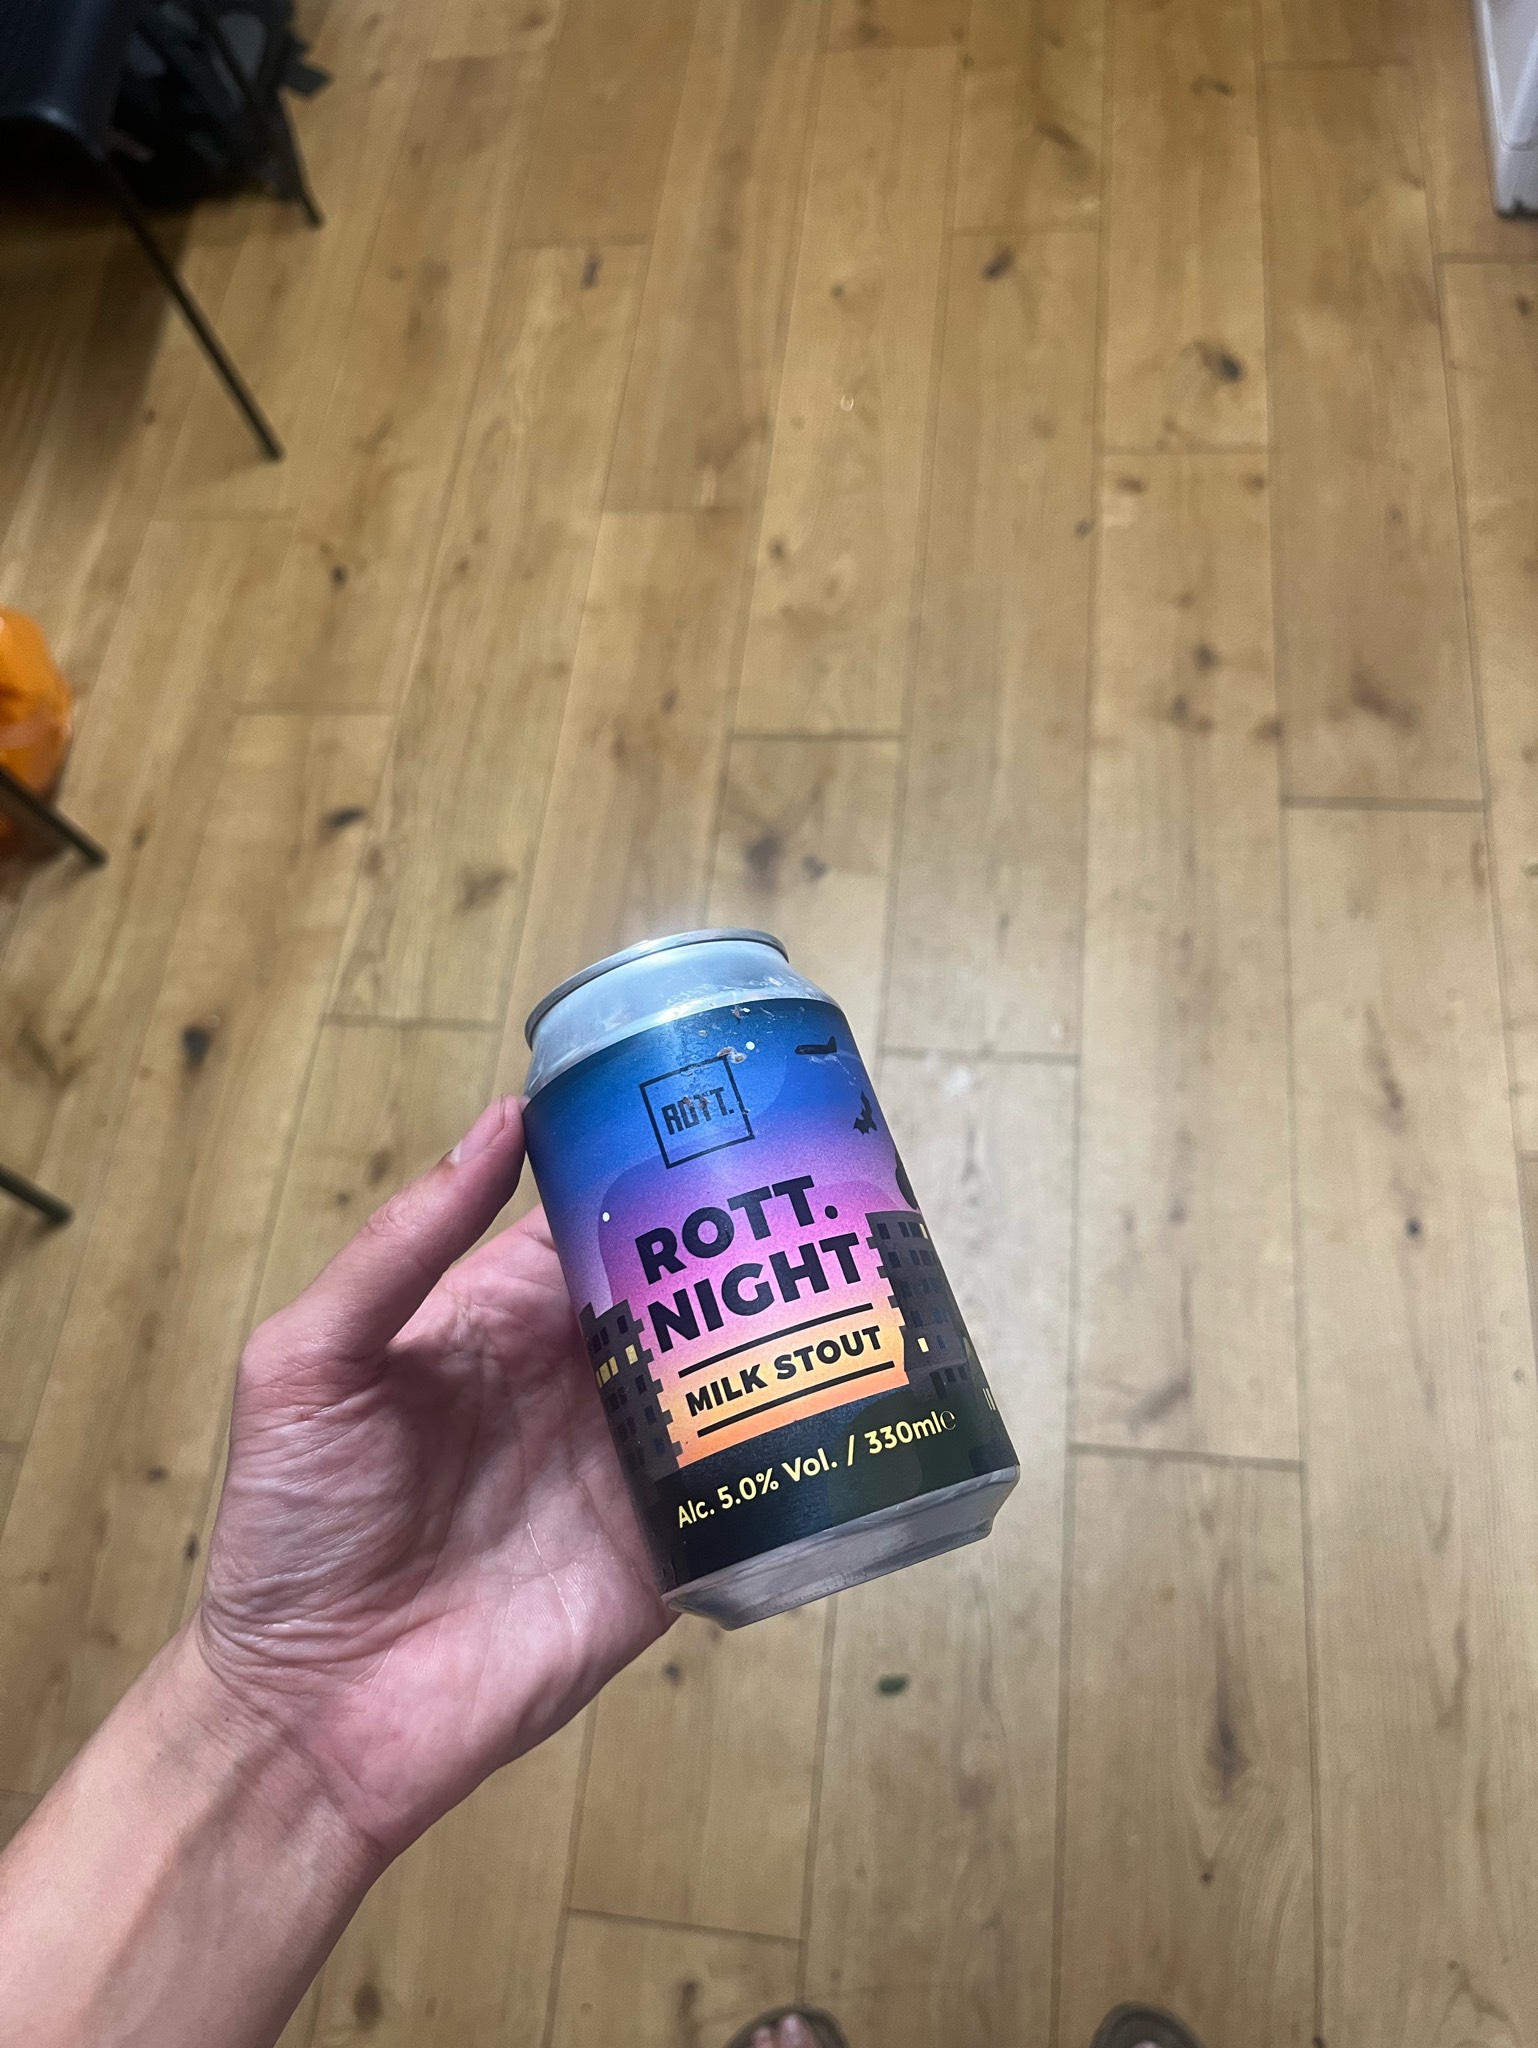 ROTT.
ROTT.
NIGHT
MILK STOUT
Alc. 5.0% Vol. / 330ml℮